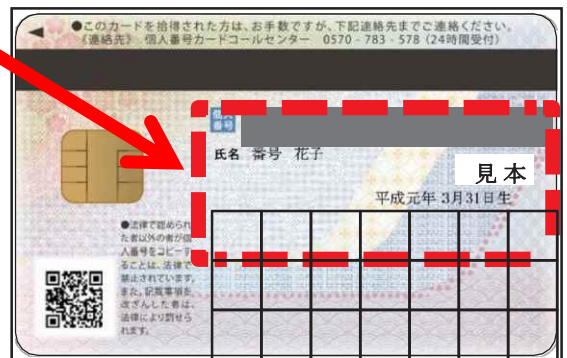 ●このカードを拾得された方は、お手数ですが、下記連絡先までご連絡ください。
《連絡先》 個人番号カードコールセンター 0570-783-578（24時間受付）
個人
番号
氏名 番号 花子
見本
平成元年 3月31日生
●法律で認められ
た者以外の者が個
人番号をコピーす
ることは、法律で
禁止されています。
また、記載事項を
改ざんした者は、
法律により罰せら
れます。